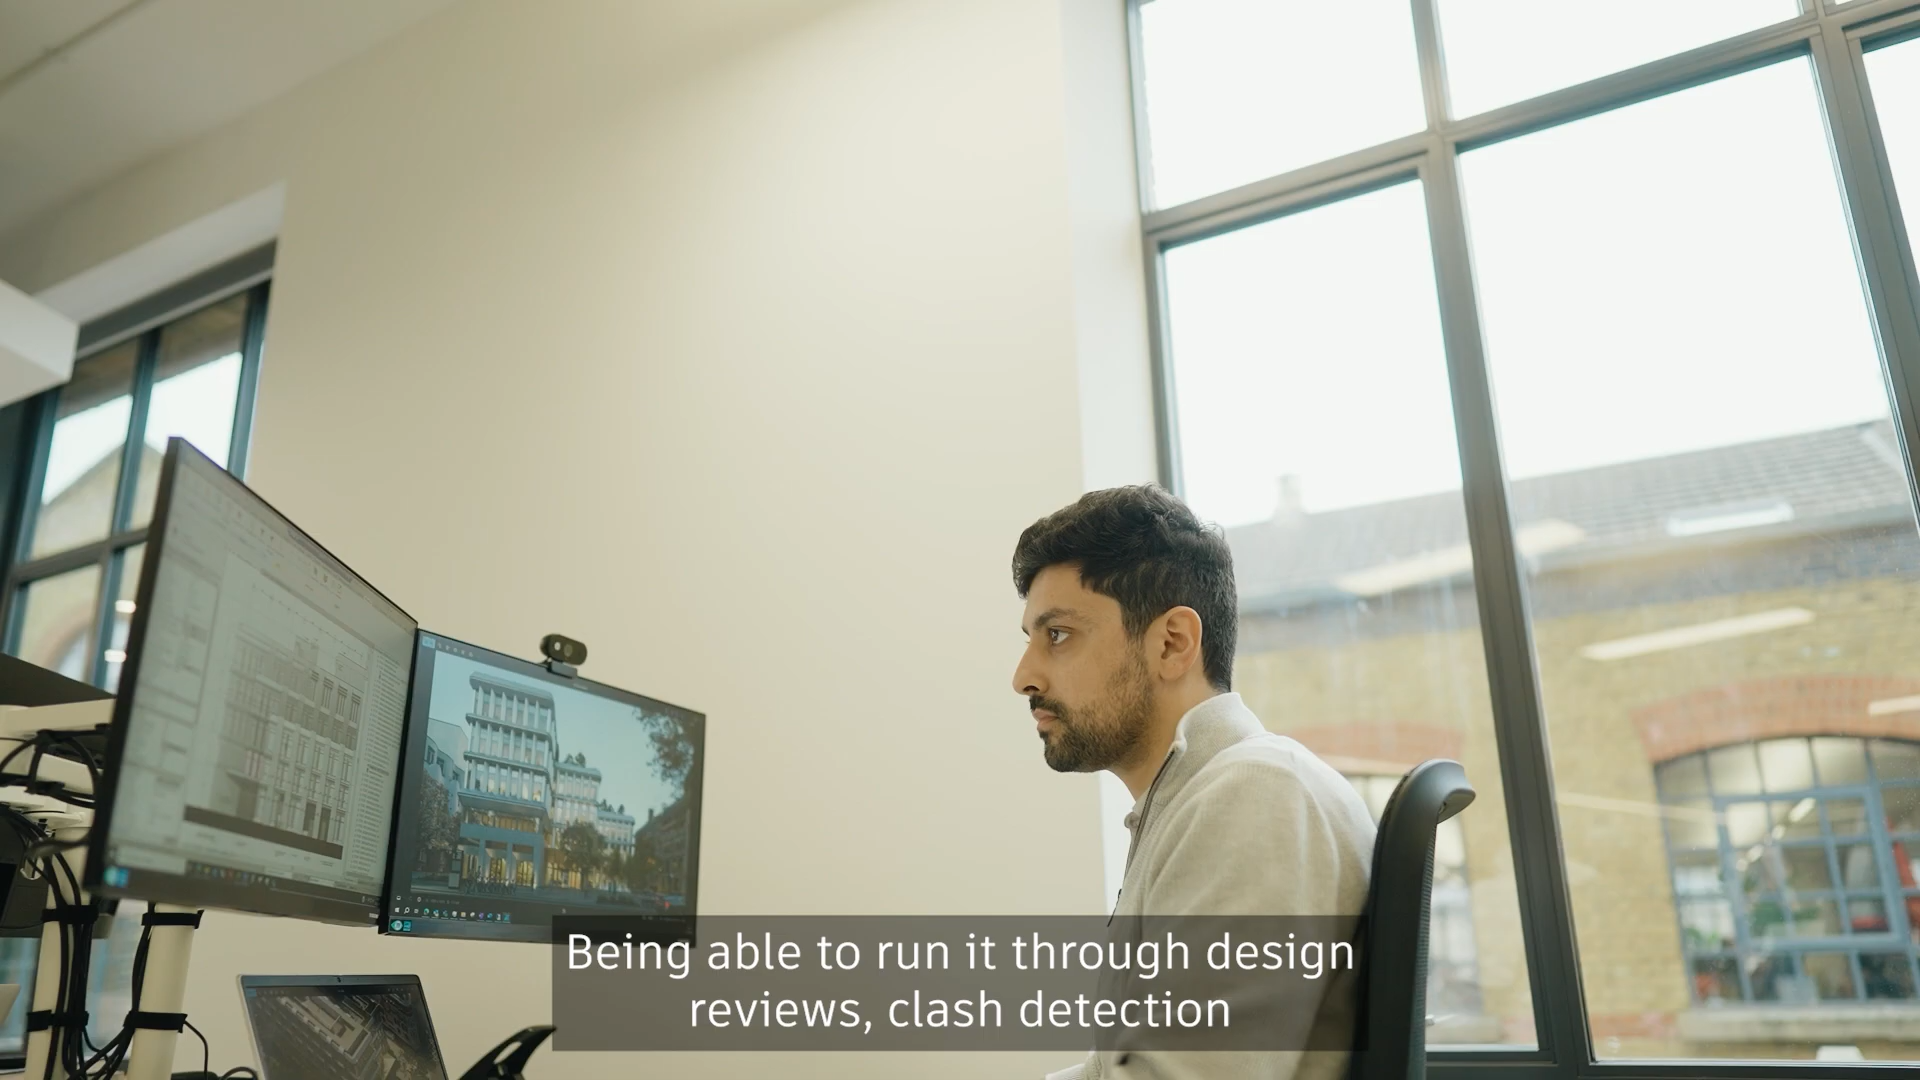 Being able to run it through design
reviews, clash detection